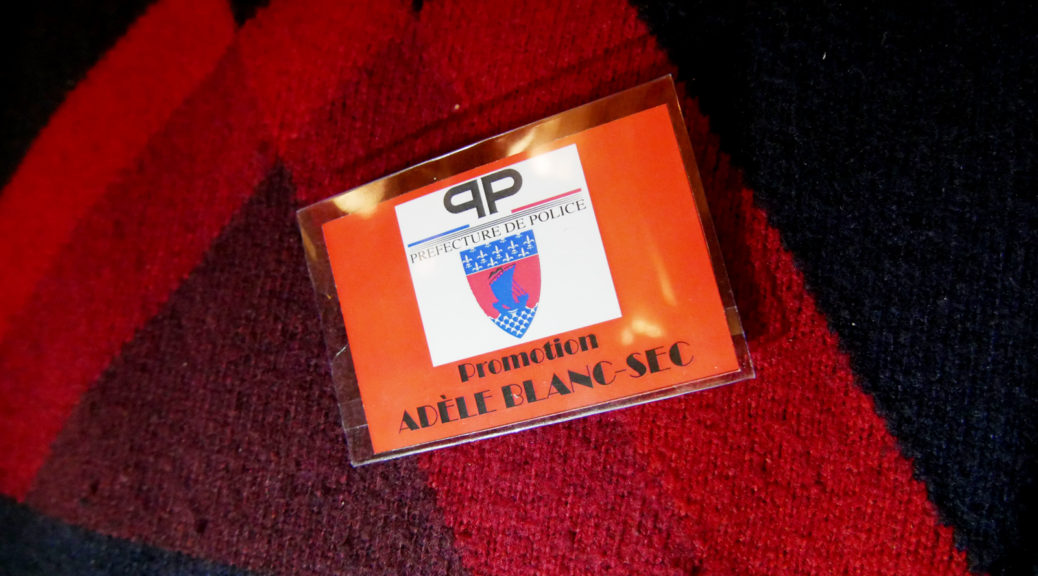 PP
PREFECTURE DE POLICE
Promotion
ADÈLE BLANC-SEC